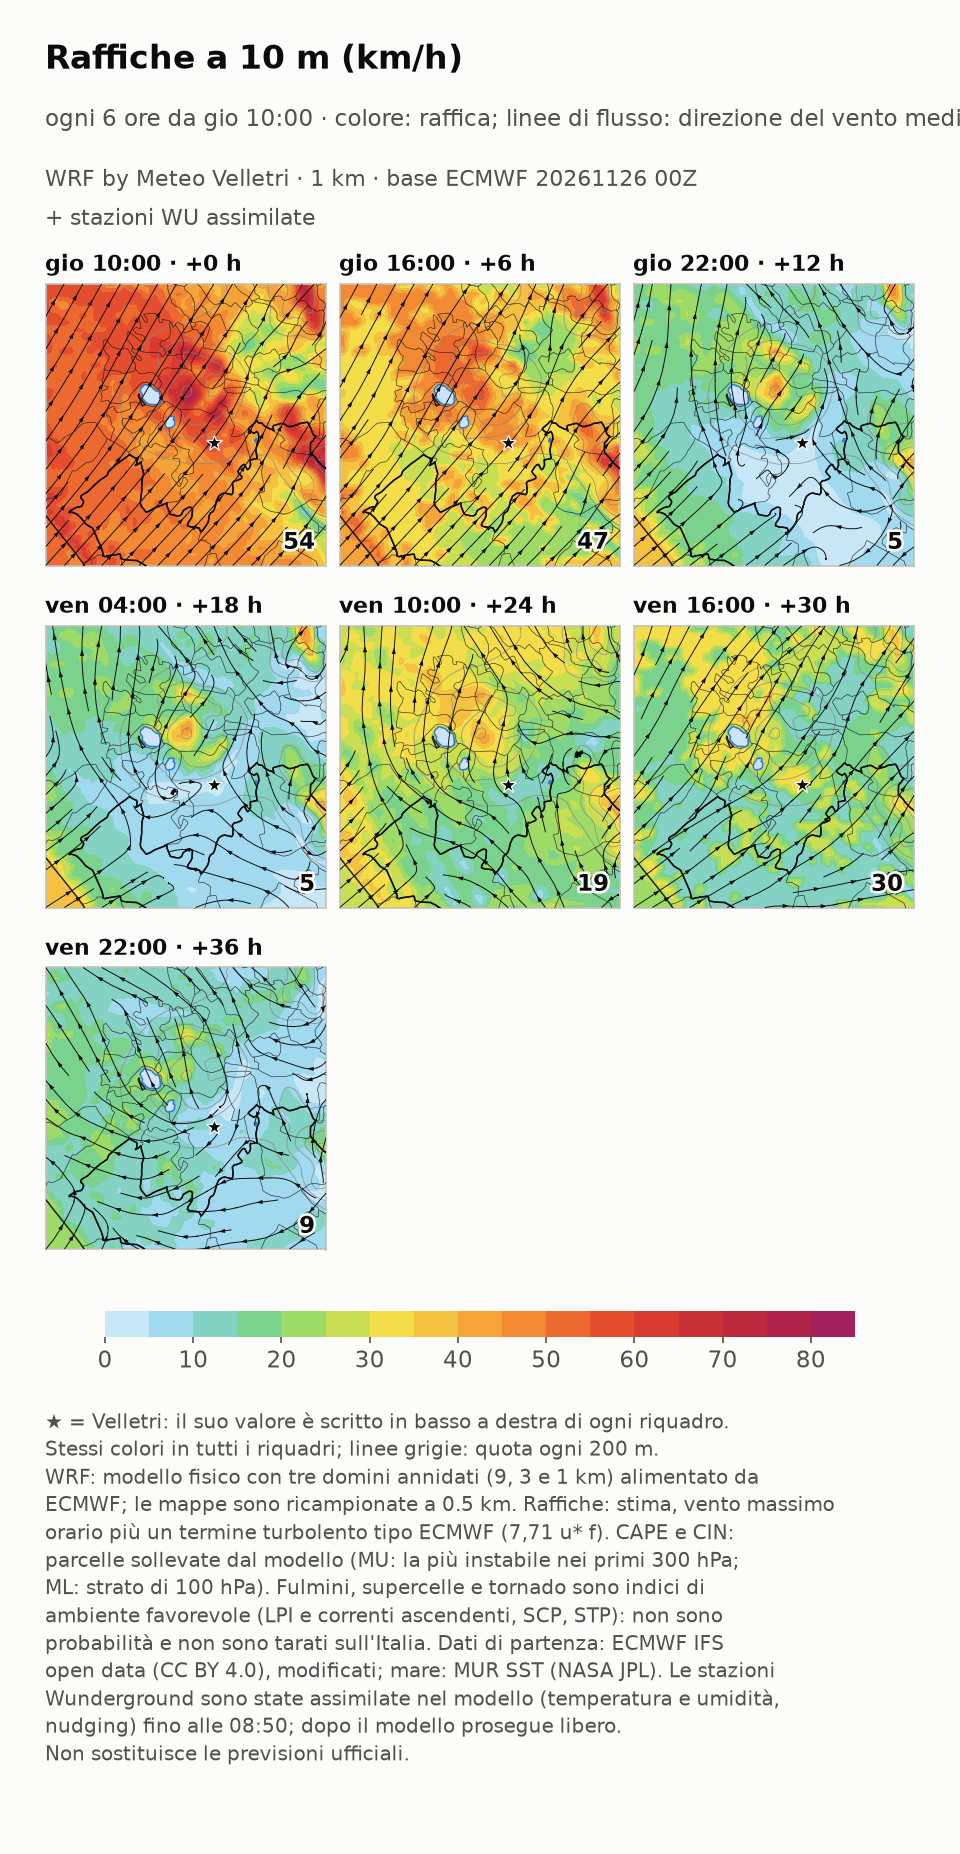 Raffiche a 10 m (km/h)
ogni 6 ore da gio 10:00 · colore: raffica; linee di flusso: direzione del vento medi
WRF by Meteo Velletri · 1 km · base ECMWF 20261126 00Z
+ stazioni WU assimilate
gio 10:00 · +0 h
gio 16:00 · +6 h
gio 22:00 · +12 h
54
47
5
ven 04:00 · +18 h
ven 10:00 · +24 h
ven 16:00 · +30 h
5
19
30
ven 22:00 · +36 h
9
0 10 20 30 40 50 60 70 80
★ = Velletri: il suo valore è scritto in basso a destra di ogni riquadro.
Stessi colori in tutti i riquadri; linee grigie: quota ogni 200 m.
WRF: modello fisico con tre domini annidati (9, 3 e 1 km) alimentato da
ECMWF; le mappe sono ricampionate a 0.5 km. Raffiche: stima, vento massimo
orario più un termine turbolento tipo ECMWF (7,71 u* f). CAPE e CIN:
parcelle sollevate dal modello (MU: la più instabile nei primi 300 hPa;
ML: strato di 100 hPa). Fulmini, supercelle e tornado sono indici di
ambiente favorevole (LPI e correnti ascendenti, SCP, STP): non sono
probabilità e non sono tarati sull'Italia. Dati di partenza: ECMWF IFS
open data (CC BY 4.0), modificati; mare: MUR SST (NASA JPL). Le stazioni
Wunderground sono state assimilate nel modello (temperatura e umidità,
nudging) fino alle 08:50; dopo il modello prosegue libero.
Non sostituisce le previsioni ufficiali.